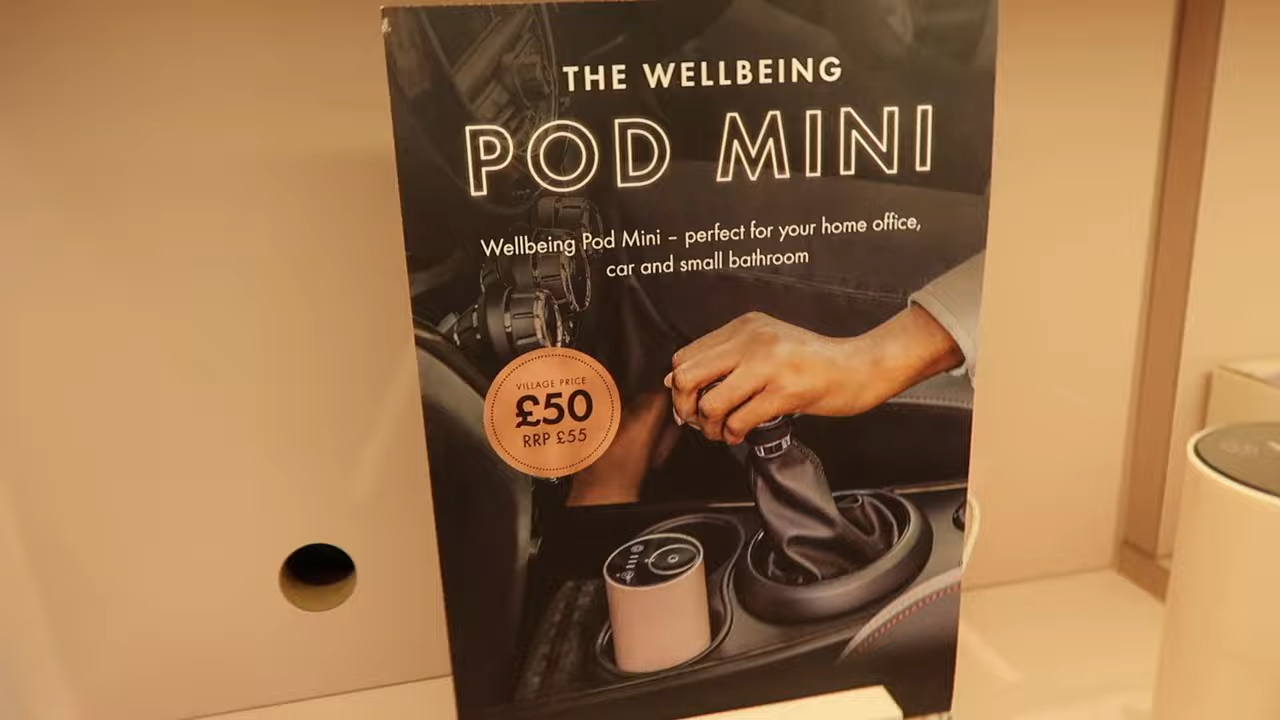 THE WELLBEING
POD MINI
Wellbeing Pod Mini – perfect for your home office,
car and small bathroom
VILLAGE PRICE
£50
RRP £55